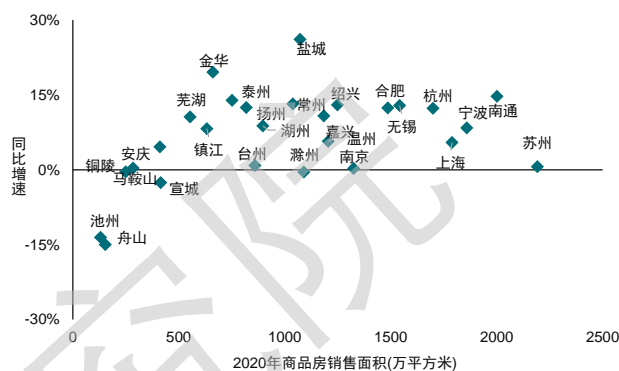 30%
15%
0%
-15%
-30%
同比增速
盐城
金华
芜湖
泰州
扬州
常州
绍兴
合肥
杭州
宁波
南通
镇江
湖州
嘉兴
温州
无锡
铜陵
安庆
马鞍山
宣城
台州
滁州
南京
上海
苏州
池州
舟山
0
500
1000
1500
2000
2500
2020年商品房销售面积(万平方米)
究院